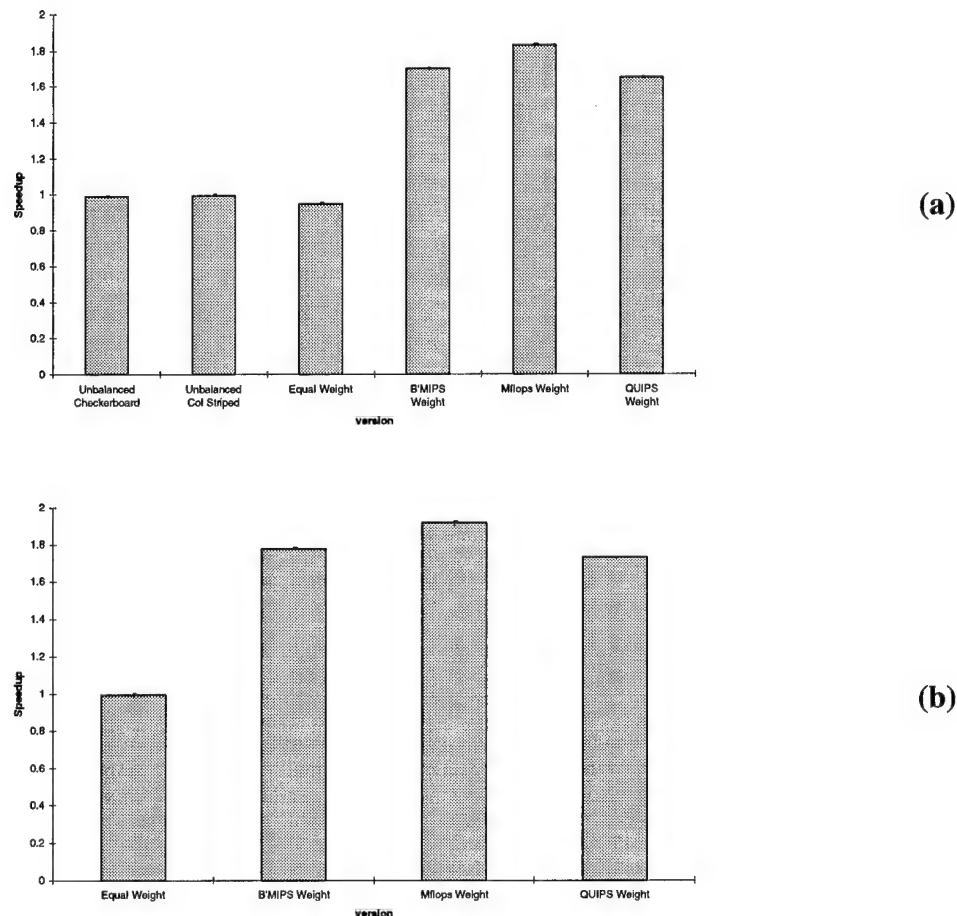 2
1.8
1.6
1.4
1.2
1
0.8
0.6
0.4
0.2
0
Speedup
Unbalanced
Checkerboard
Unbalanced
Col Striped
Equal Weight
B'MIPS
Weight
Mflops Weight
QUIPS
Weight
version
(a)
2
1.8
1.6
1.4
1.2
1
0.8
0.6
0.4
0.2
0
Speedup
Equal Weight
B'MIPS Weight
Mflops Weight
QUIPS Weight
version
(b)